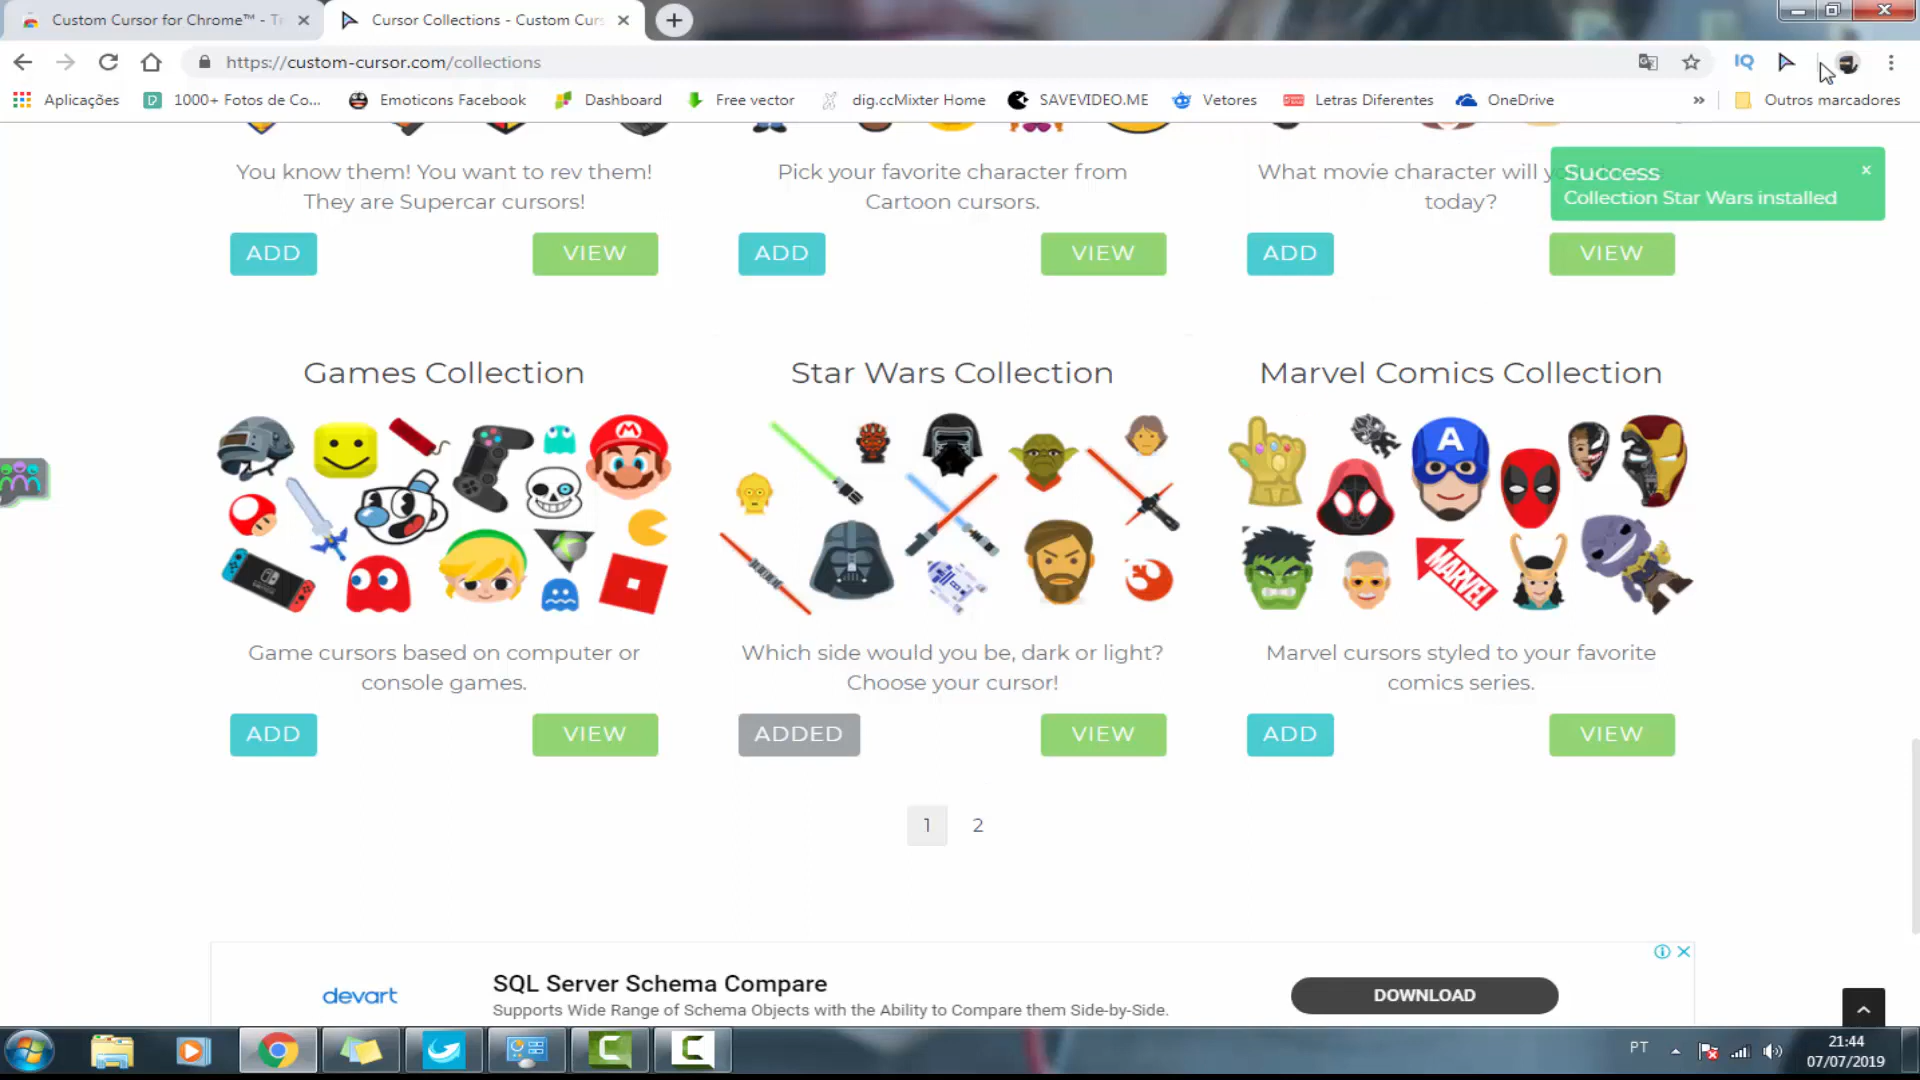 Custom Cursor for Chrome™ - T
Cursor Collections - Custom Curs
https://custom-cursor.com/collections
IQ
Aplicações
1000+ Fotos de Co...
Emoticons Facebook
Dashboard
Free vector
dig.ccMixter Home
SAVEVIDEO.ME
Vetores
Letras Diferentes
OneDrive
»
Outros marcadores
You know them! You want to rev them!
They are Supercar cursors!
Pick your favorite character from
Cartoon cursors.
What movie character will y
today?
Success
Collection Star Wars installed
ADD
VIEW
ADD
VIEW
ADD
VIEW
Games Collection
Star Wars Collection
Marvel Comics Collection
M
A
MARVEL
Game cursors based on computer or
console games.
Which side would you be, dark or light?
Choose your cursor!
Marvel cursors styled to your favorite
comics series.
ADD
VIEW
ADDED
VIEW
ADD
VIEW
1 2
devart
SQL Server Schema Compare
Supports Wide Range of Schema Objects with the Ability to Compare them Side-by-Side.
DOWNLOAD
PT
21:44
07/07/2019